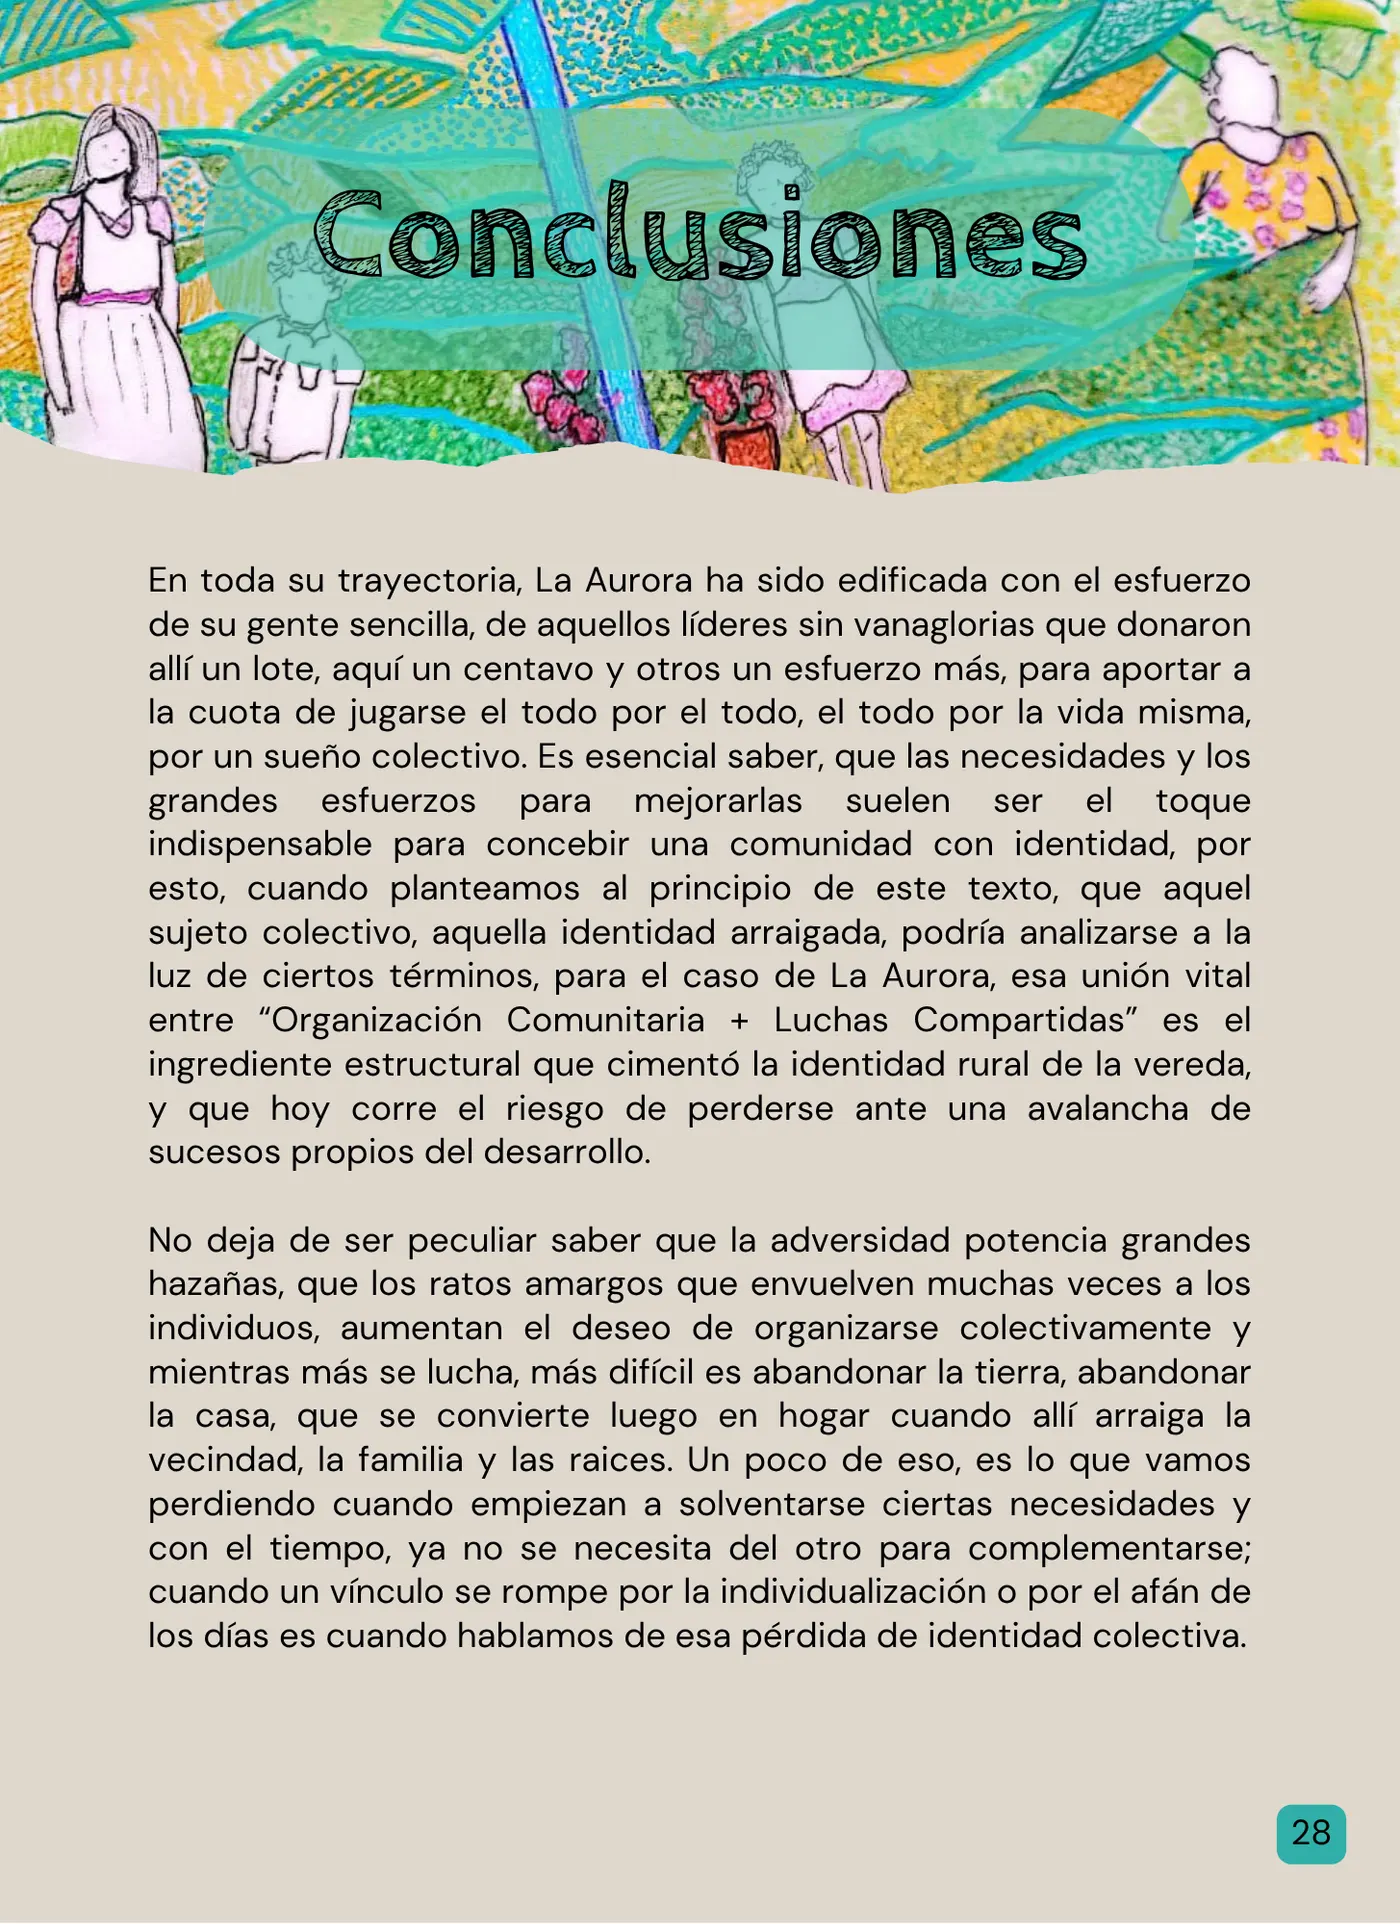 Conclusiones
En toda su trayectoria, La Aurora ha sido edificada con el esfuerzo
de su gente sencilla, de aquellos líderes sin vanaglorias que donaron
allí un lote, aquí un centavo y otros un esfuerzo más, para aportar a
la cuota de jugarse el todo por el todo, el todo por la vida misma,
por un sueño colectivo. Es esencial saber, que las necesidades y los
grandes esfuerzos para mejorarlas suelen ser el toque
indispensable para concebir una comunidad con identidad, por
esto, cuando planteamos al principio de este texto, que aquel
sujeto colectivo, aquella identidad arraigada, podría analizarse a la
luz de ciertos términos, para el caso de La Aurora, esa unión vital
entre “Organización Comunitaria + Luchas Compartidas” es el
ingrediente estructural que cimentó la identidad rural de la vereda,
y que hoy corre el riesgo de perderse ante una avalancha de
sucesos propios del desarrollo.
No deja de ser peculiar saber que la adversidad potencia grandes
hazañas, que los ratos amargos que envuelven muchas veces a los
individuos, aumentan el deseo de organizarse colectivamente y
mientras más se lucha, más difícil es abandonar la tierra, abandonar
la casa, que se convierte luego en hogar cuando allí arraiga la
vecindad, la familia y las raices. Un poco de eso, es lo que vamos
perdiendo cuando empiezan a solventarse ciertas necesidades y
con el tiempo, ya no se necesita del otro para complementarse;
cuando un vínculo se rompe por la individualización o por el afán de
los días es cuando hablamos de esa pérdida de identidad colectiva.
28